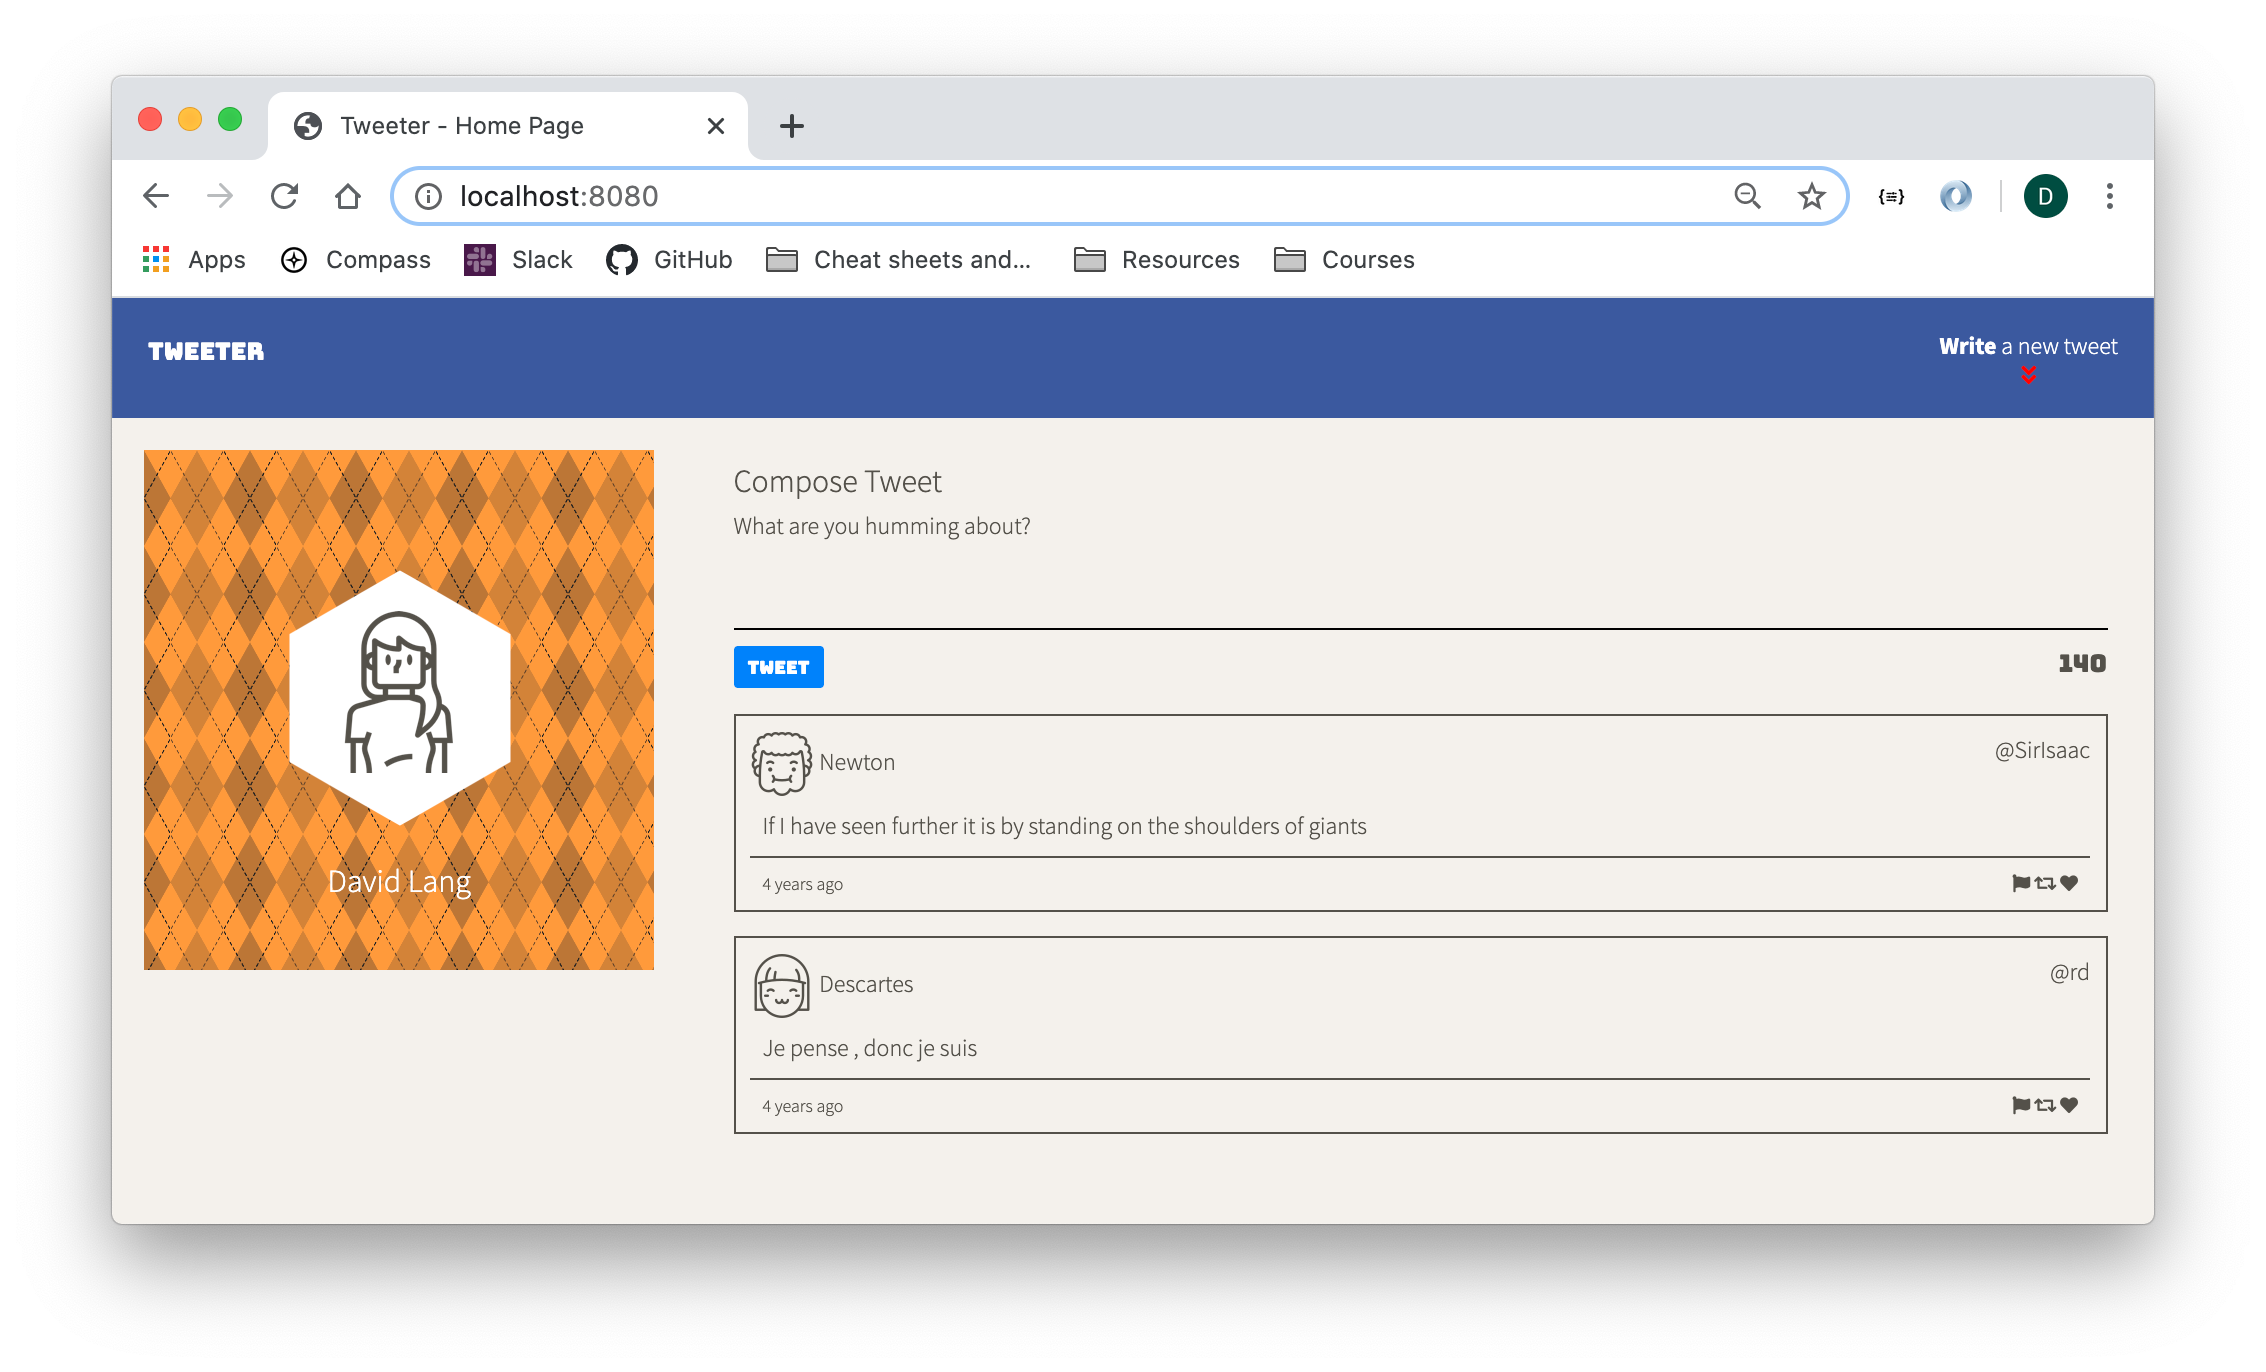 Tweeter - Home Page
localhost:8080
D
Apps Compass Slack GitHub Cheat sheets and... Resources Courses
TWEETER
Write a new tweet
David Lang
Compose Tweet
What are you humming about?
TWEET 140
Newton @SirIsaac
If I have seen further it is by standing on the shoulders of giants
4 years ago
Descartes @rd
Je pense , donc je suis
4 years ago